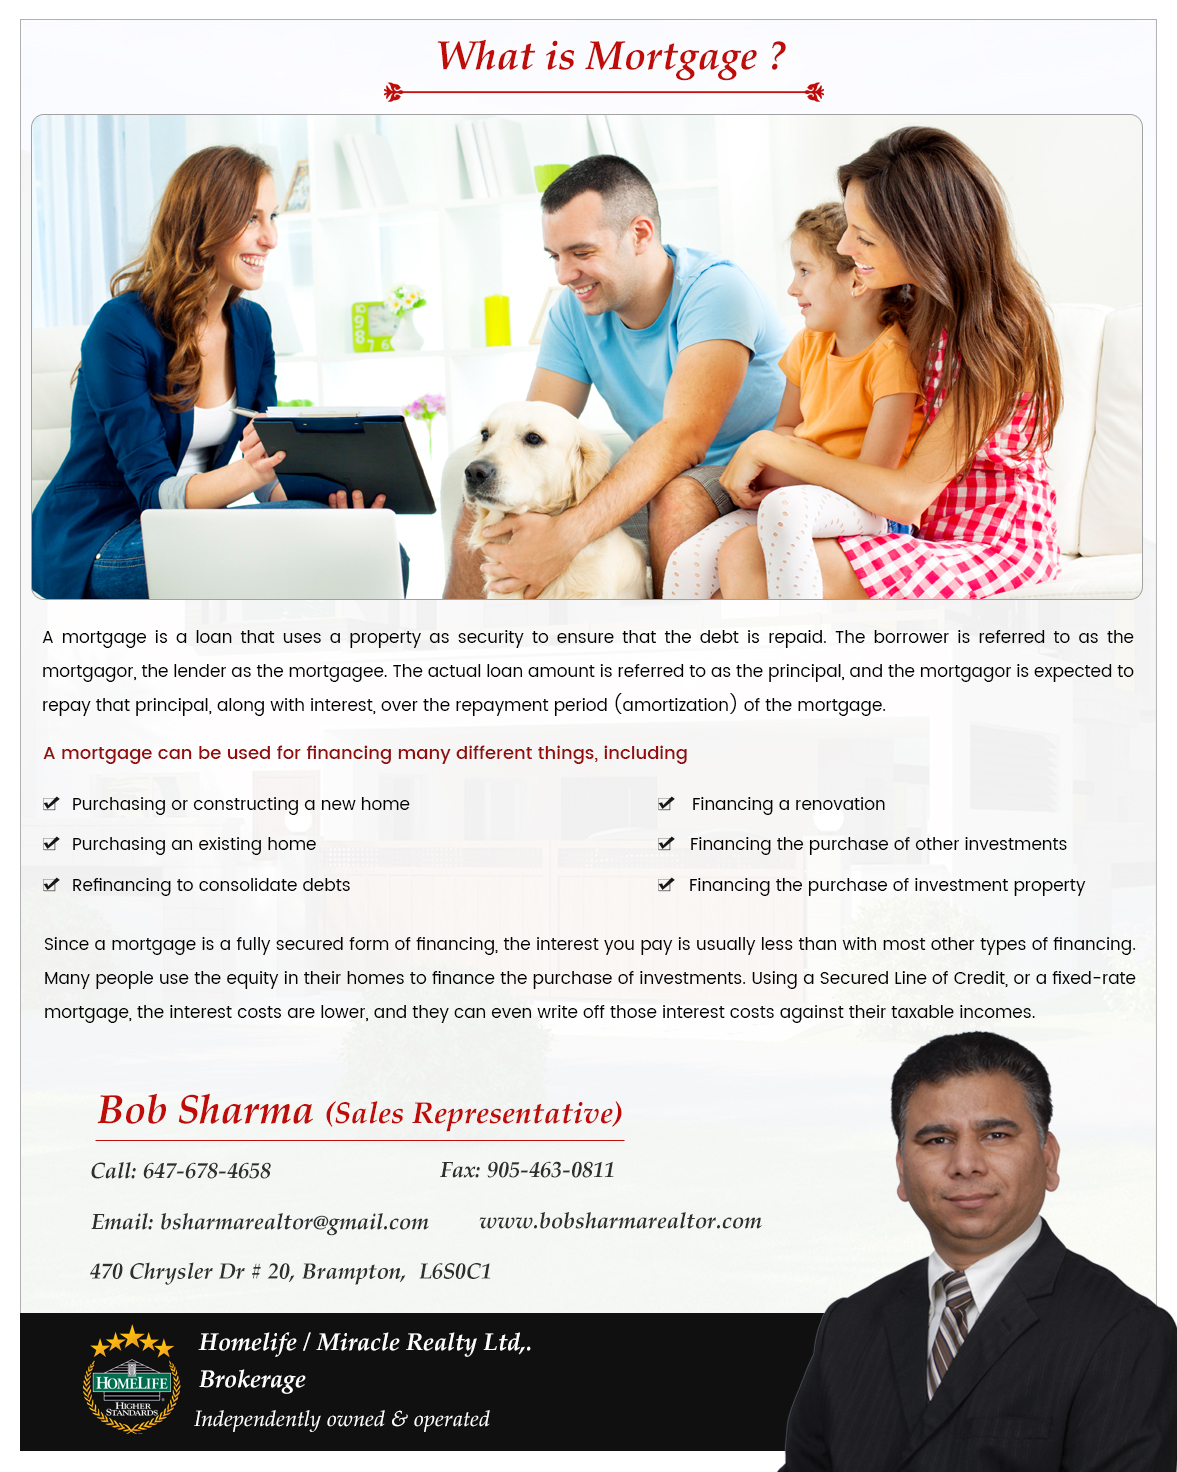 What is Mortgage ?
A mortgage is a loan that uses a property as security to ensure that the debt is repaid. The borrower is referred to as the
mortgagor, the lender as the mortgagee. The actual loan amount is referred to as the principal, and the mortgagor is expected to
repay that principal, along with interest, over the repayment period (amortization) of the mortgage.
A mortgage can be used for financing many different things, including
Purchasing or constructing a new home
Purchasing an existing home
Refinancing to consolidate debts
Financing a renovation
Financing the purchase of other investments
Financing the purchase of investment property
Since a mortgage is a fully secured form of financing, the interest you pay is usually less than with most other types of financing.
Many people use the equity in their homes to finance the purchase of investments. Using a Secured Line of Credit, or a fixed-rate
mortgage, the interest costs are lower, and they can even write off those interest costs against their taxable incomes.
Bob Sharma (Sales Representative)
Call: 647-678-4658 Fax: 905-463-0811
Email: bsharmarealtor@gmail.com www.bobsharmarealtor.com
470 Chrysler Dr # 20, Brampton, L6S0C1
HOMELIFE
HIGHER
STANDARDS
Homelife / Miracle Realty Ltd,.
Brokerage
Independently owned & operated